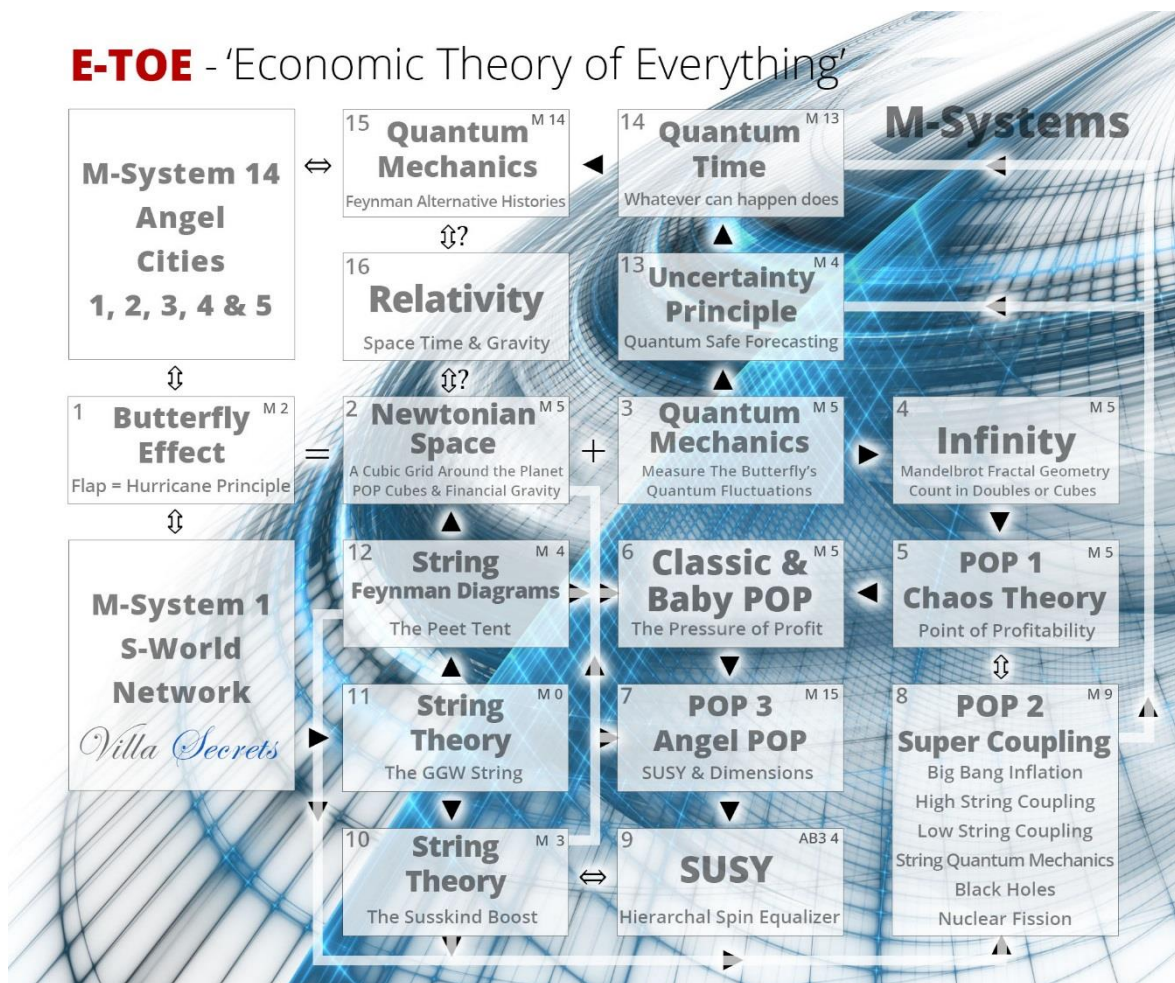 E-TOE - ‘Economic Theory of Everything’
M-Systems
M-System 14
Angel
Cities
1, 2, 3, 4 & 5
15 Quantum M 14
Mechanics
Feynman Alternative Histories
14 Quantum M 13
Time
Whatever can happen does
16
Relativity
Space Time & Gravity
13 Uncertainty M 4
Principle
Quantum Safe Forecasting
?
?
1 Butterfly M 2
Effect
Flap = Hurricane Principle
=
2 Newtonian M 5
Space
A Cubic Grid Around the Planet
POP Cubes & Financial Gravity
+
3 Quantum M 5
Mechanics
Measure The Butterfly's
Quantum Fluctuations
4 M 5
Infinity
Mandelbrot Fractal Geometry
Count in Doubles or Cubes
M-System 1
S-World
Network
Villa Secrets
12 String M 4
Feynman Diagrams
The Peet Tent
6 Classic & M 5
Baby POP
The Pressure of Profit
5 POP 1 M 5
Chaos Theory
Point of Profitability
11 String M 0
Theory
The GGW String
7 POP 3 M 15
Angel POP
SUSY & Dimensions
8 POP 2 M 9
Super Coupling
Big Bang Inflation
High String Coupling
Low String Coupling
String Quantum Mechanics
Black Holes
Nuclear Fission
10 String M 3
Theory
The Susskind Boost
9 AB3 4
SUSY
Hierarchal Spin Equalizer